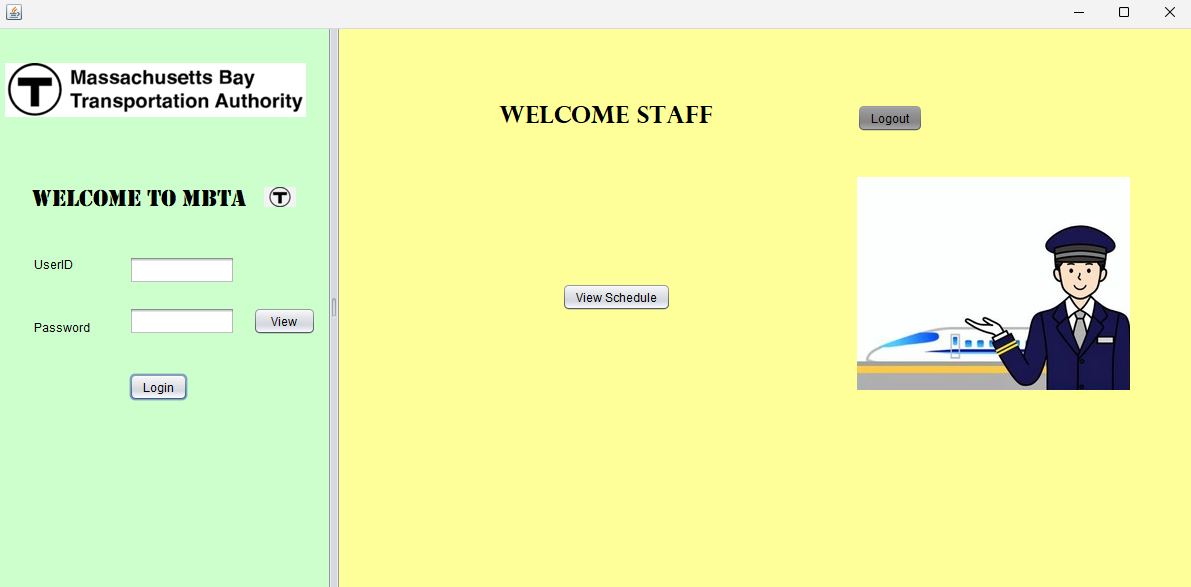 Massachusetts Bay
Transportation Authority
WELCOME TO MBTA
T
UserID
Password
View
Login
WELCOME STAFF
Logout
View Schedule